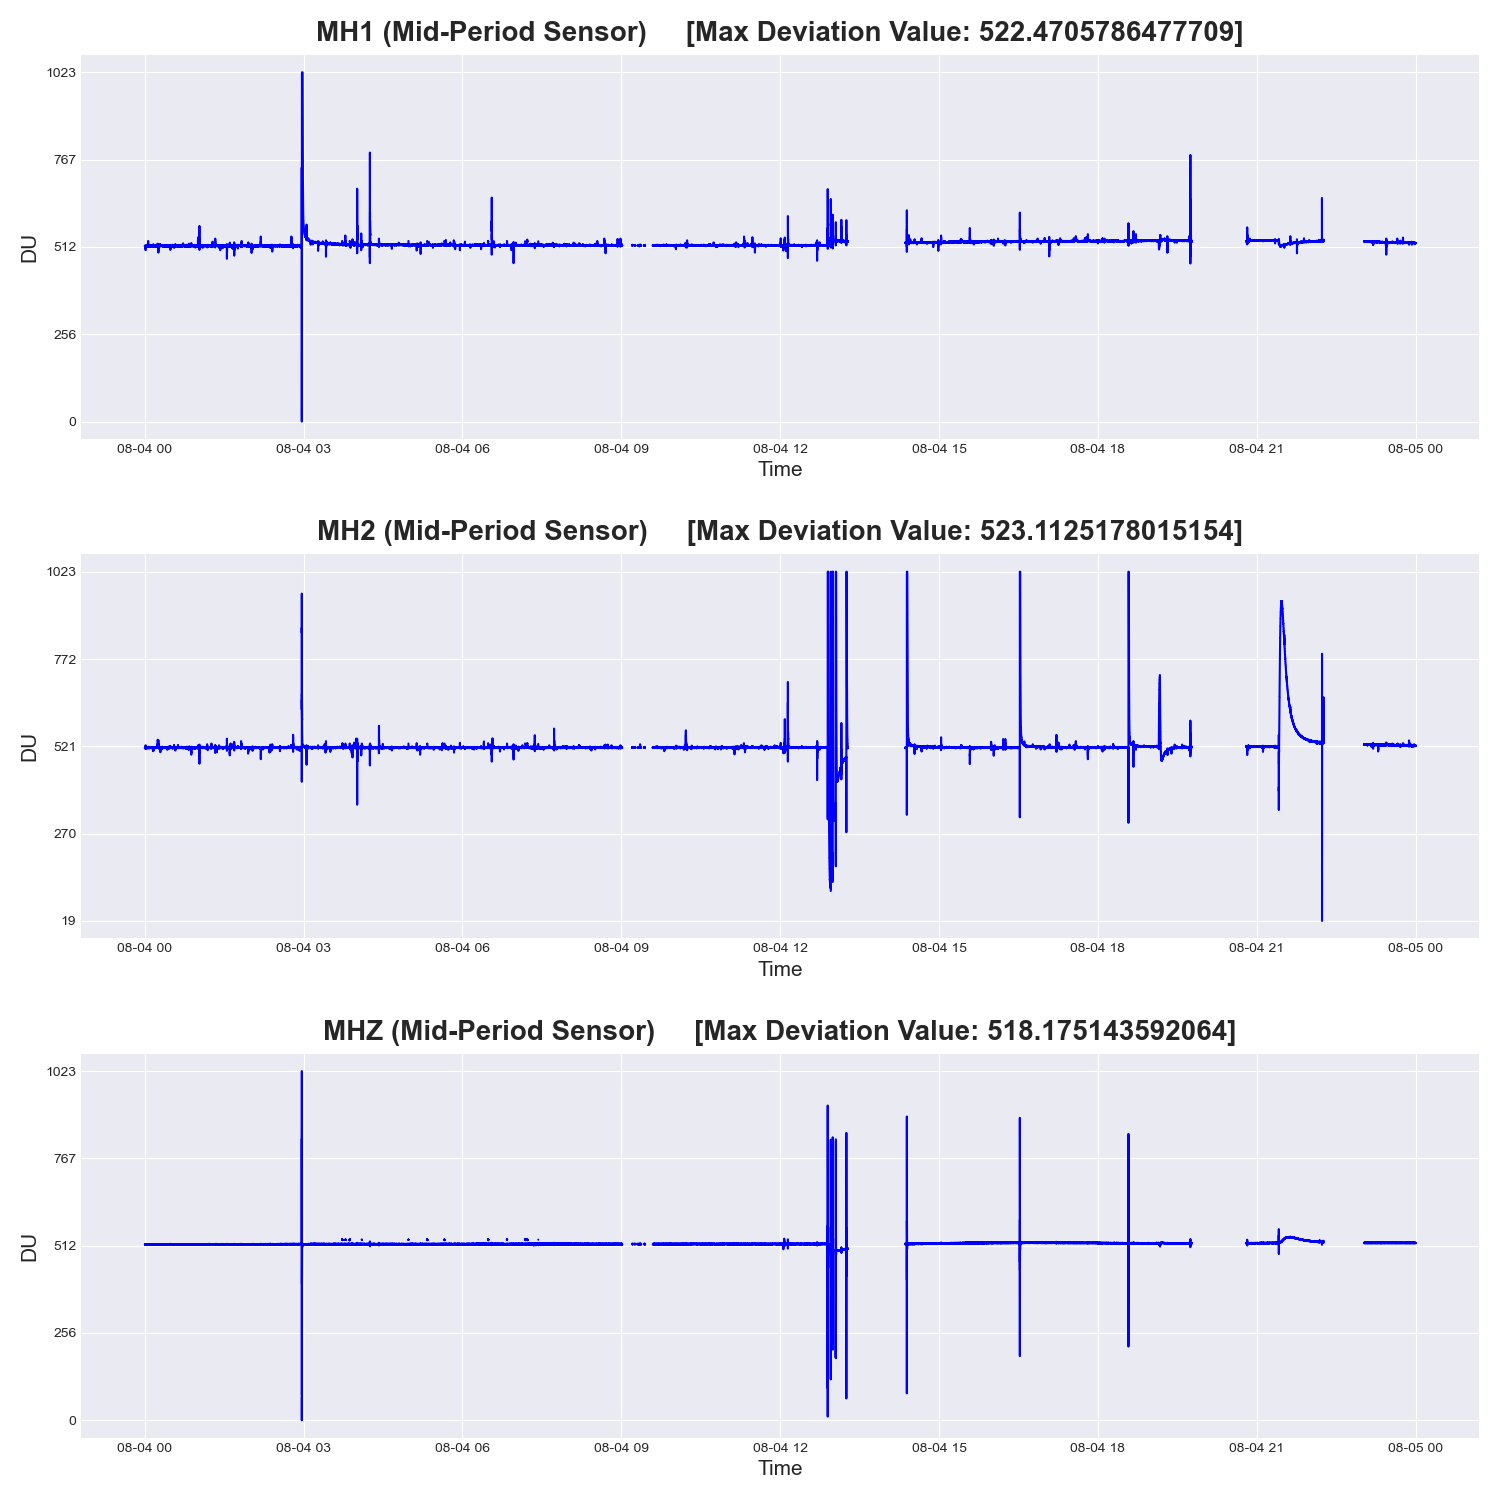 MH1 (Mid-Period Sensor) [Max Deviation Value: 522.4705786477709]
1023
767
512
256
0
DU
08-04 00 08-04 03 08-04 06 08-04 09 08-04 12 08-04 15 08-04 18 08-04 21 08-05 00
Time
MH2 (Mid-Period Sensor) [Max Deviation Value: 523.1125178015154]
1023
772
521
270
19
DU
08-04 00 08-04 03 08-04 06 08-04 09 08-04 12 08-04 15 08-04 18 08-04 21 08-05 00
Time
MHZ (Mid-Period Sensor) [Max Deviation Value: 518.175143592064]
1023
767
512
256
0
DU
08-04 00 08-04 03 08-04 06 08-04 09 08-04 12 08-04 15 08-04 18 08-04 21 08-05 00
Time